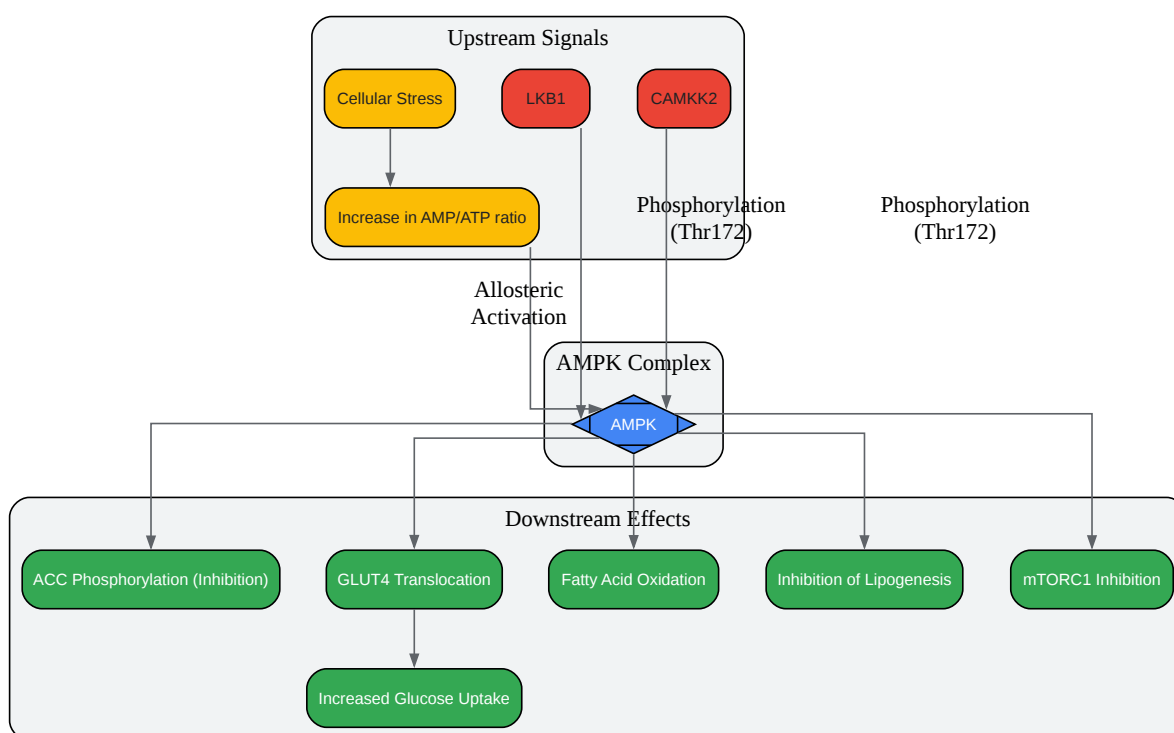 Upstream Signals
Cellular Stress
LKB1
CAMKK2
Increase in AMP/ATP ratio
Phosphorylation
(Thr172)
Phosphorylation
(Thr172)
Allosteric
Activation
AMPK Complex
AMPK
Downstream Effects
ACC Phosphorylation (Inhibition)
GLUT4 Translocation
Fatty Acid Oxidation
Inhibition of Lipogenesis
mTORC1 Inhibition
Increased Glucose Uptake